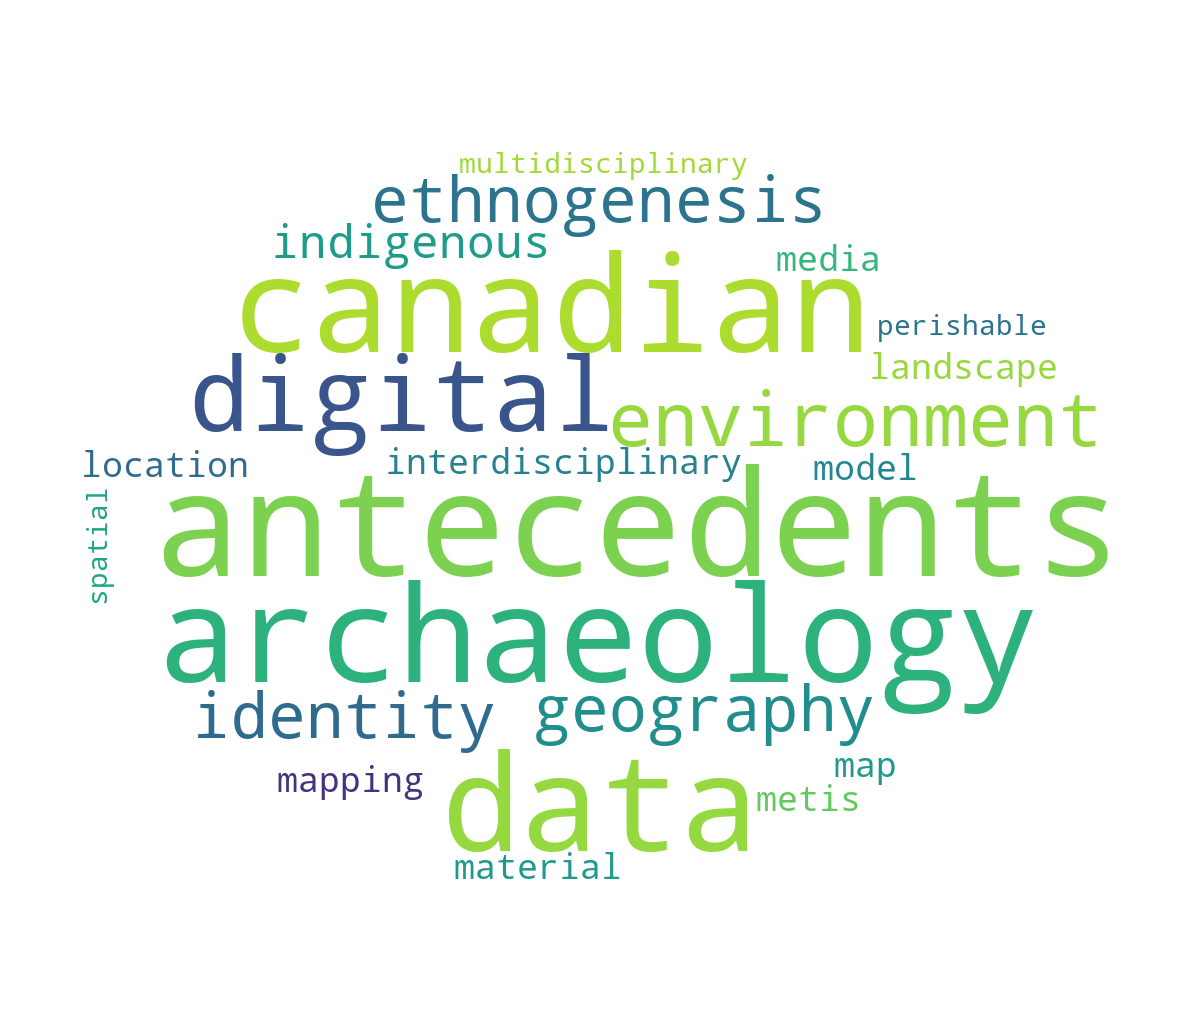 multidisciplinary
ethnogenesis
indigenous
media
canadian
perishable
digital
landscape
environment
location
interdisciplinary
model
spatial
antecedents
archaeology
identity
geography
mapping
map
data
metis
material